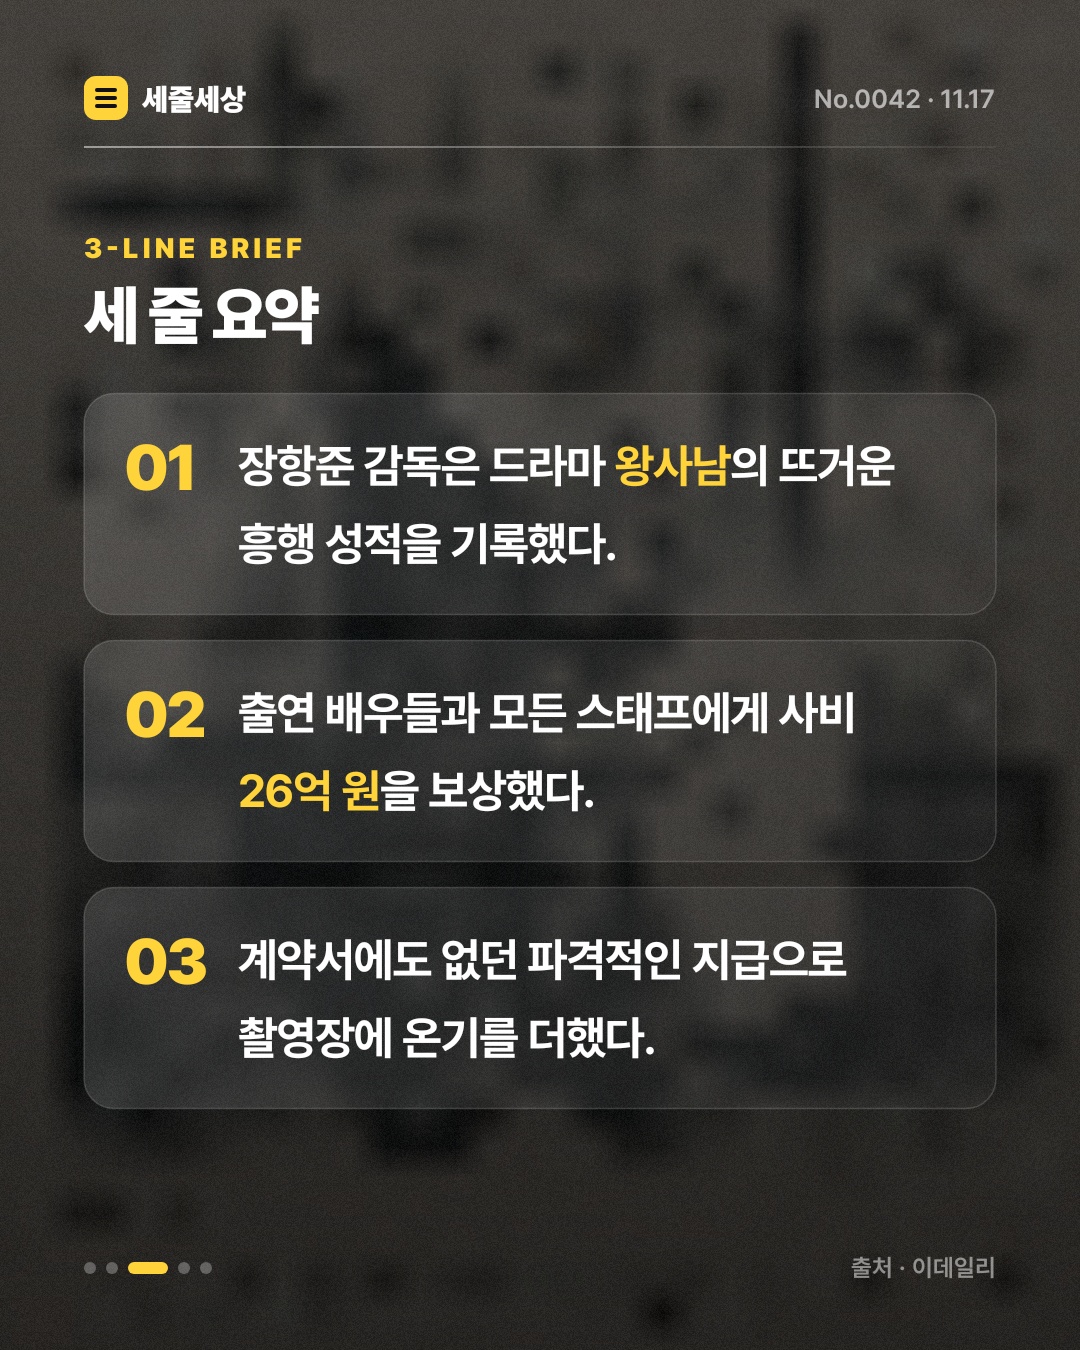 세줄세상
No.0042 · 11.17
3-LINE BRIEF
세 줄 요약
01 장항준 감독은 드라마 왕사남의 뜨거운
흥행 성적을 기록했다.
02 출연 배우들과 모든 스태프에게 사비
26억 원을 보상했다.
03 계약서에도 없던 파격적인 지급으로
촬영장에 온기를 더했다.
출처 · 이데일리